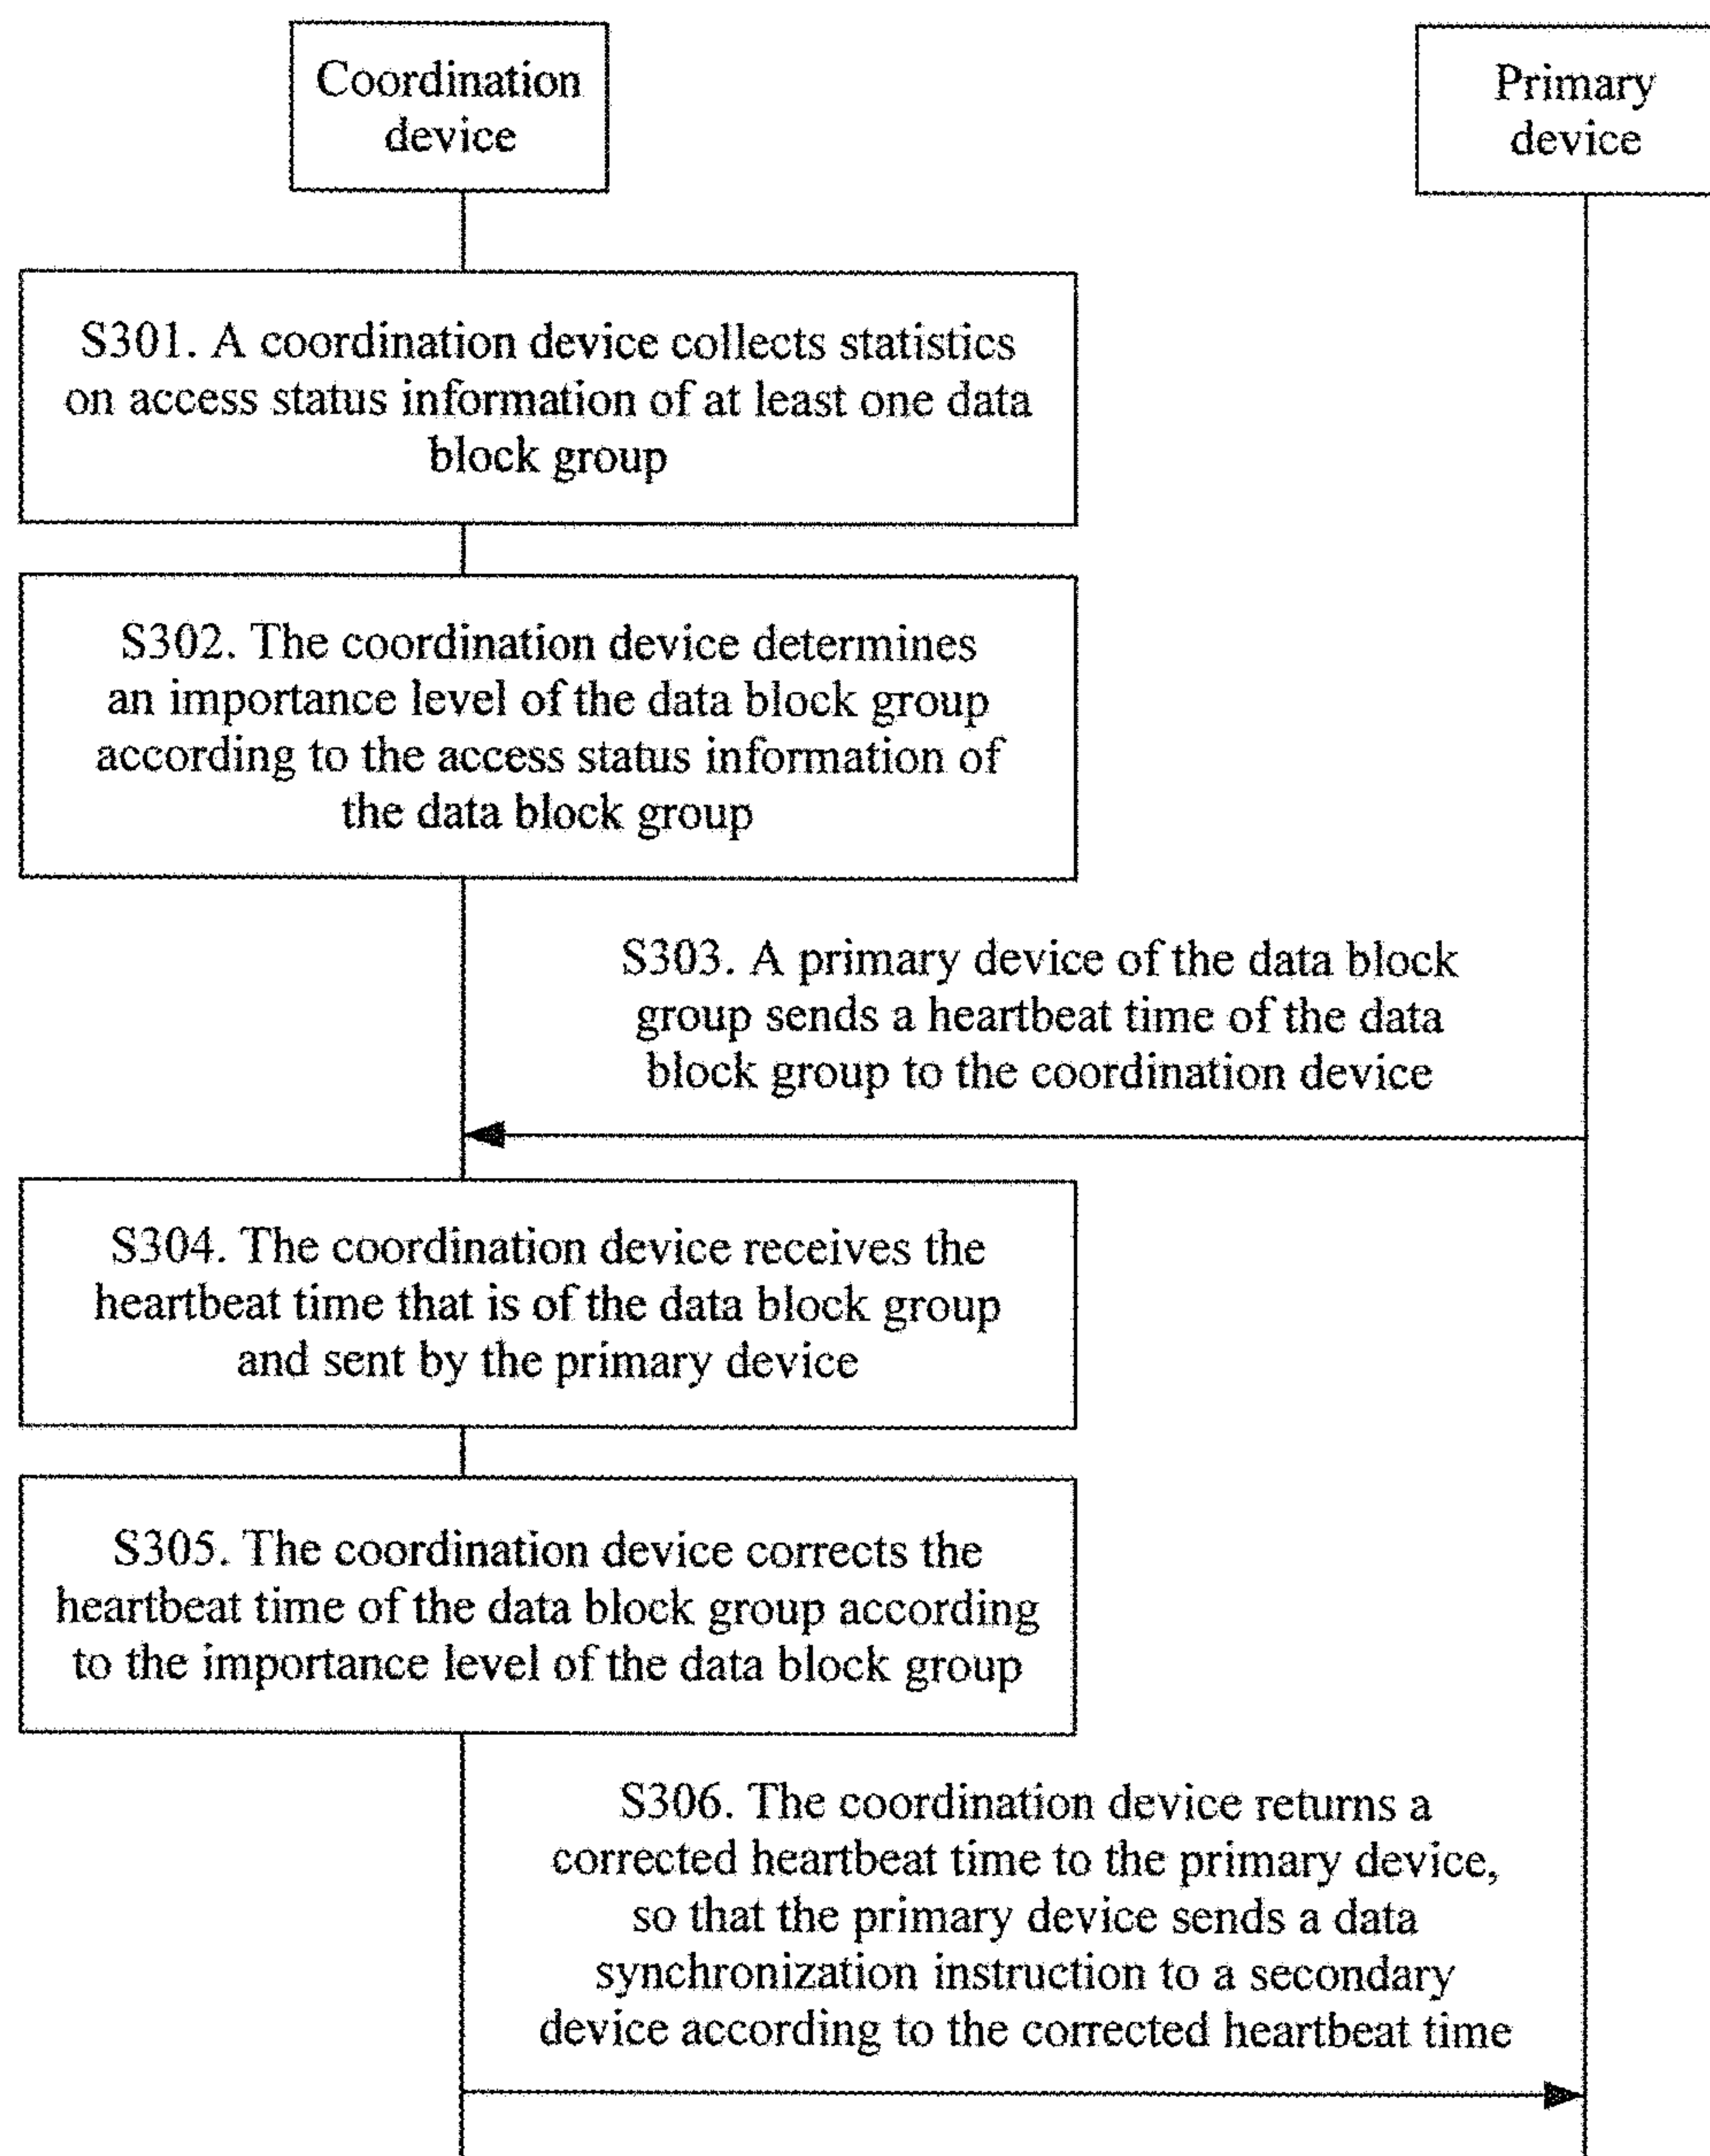 Coordination
device
Primary
device
S301. A coordination device collects statistics
on access status information of at least one data
block group
S302. The coordination device determines
an importance level of the data block group
according to the access status information of
the data block group
S303. A primary device of the data block
group sends a heartbeat time of the data
block group to the coordination device
S304. The coordination device receives the
heartbeat time that is of the data block group
and sent by the primary device
S305. The coordination device corrects the
heartbeat time of the data block group according
to the importance level of the data block group
S306. The coordination device returns a
corrected heartbeat time to the primary device,
so that the primary device sends a data
synchronization instruction to a secondary
device according to the corrected heartbeat time